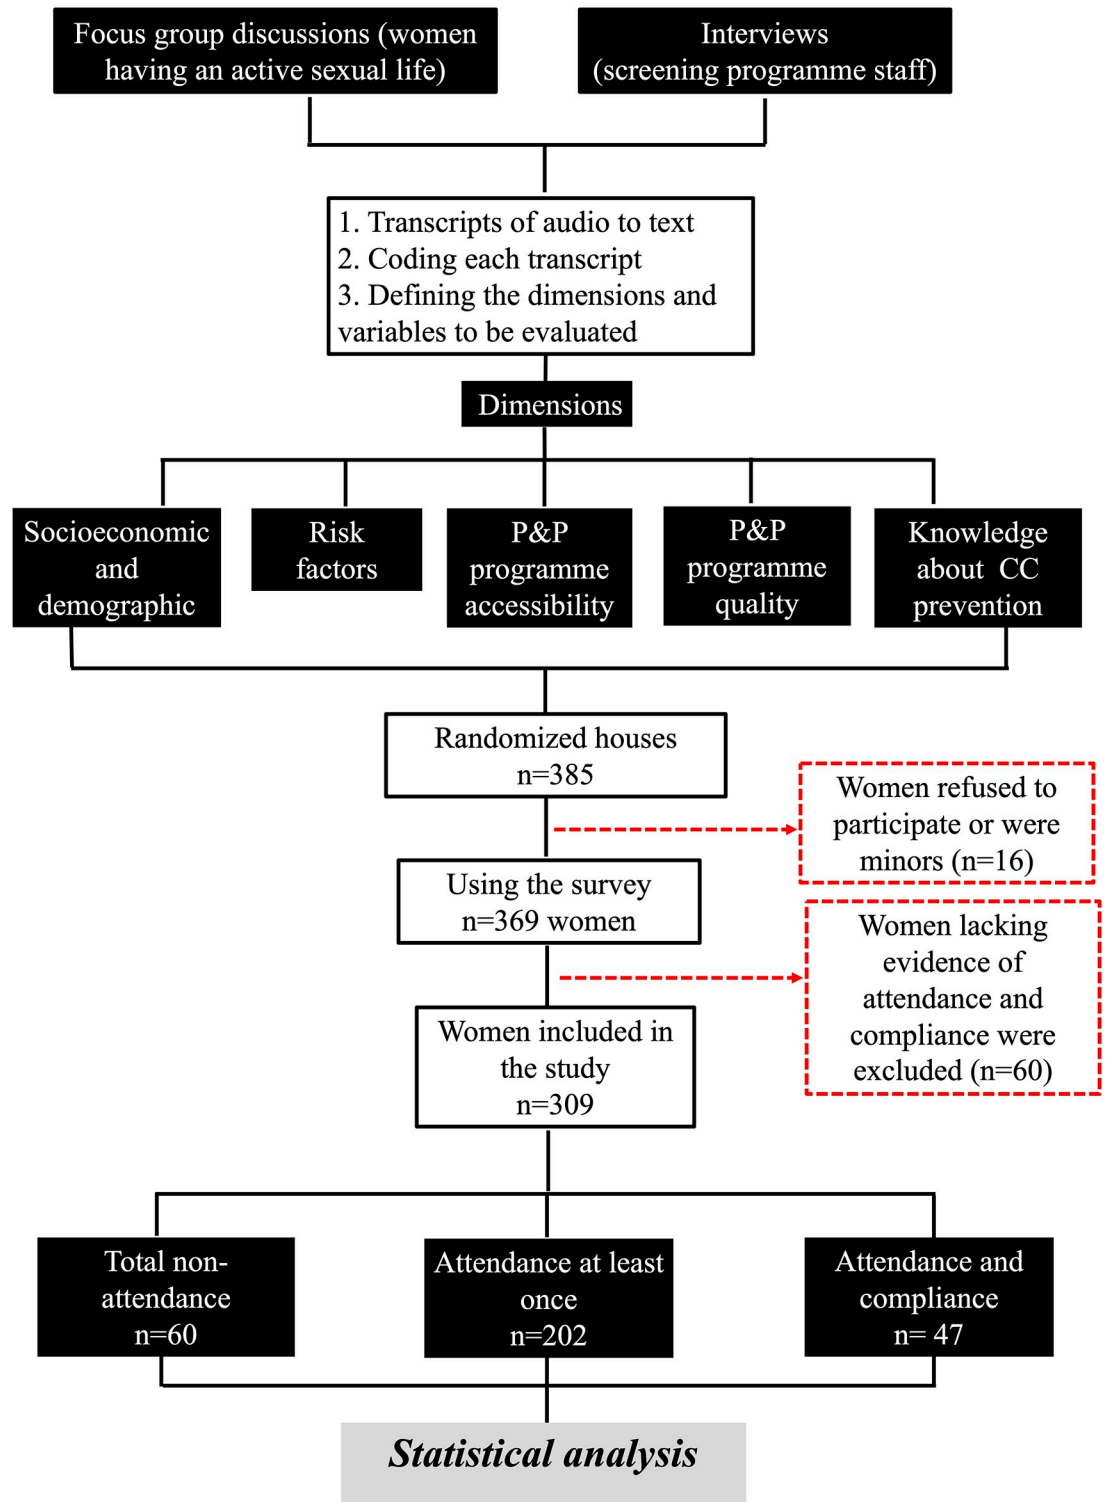 Focus group discussions (women
having an active sexual life)
Interviews
(screening programme staff)
1. Transcripts of audio to text
2. Coding each transcript
3. Defining the dimensions and
variables to be evaluated
Dimensions
Socioeconomic
and
demographic
Risk
factors
P&P
programme
accessibility
P&P
programme
quality
Knowledge
about CC
prevention
Randomized houses
n=385
Women refused to
participate or were
minors (n=16)
Using the survey
n=369 women
Women lacking
evidence of
attendance and
compliance were
excluded (n=60)
Women included in
the study
n=309
Total non-
attendance
n=60
Attendance at least
once
n=202
Attendance and
compliance
n= 47
Statistical analysis